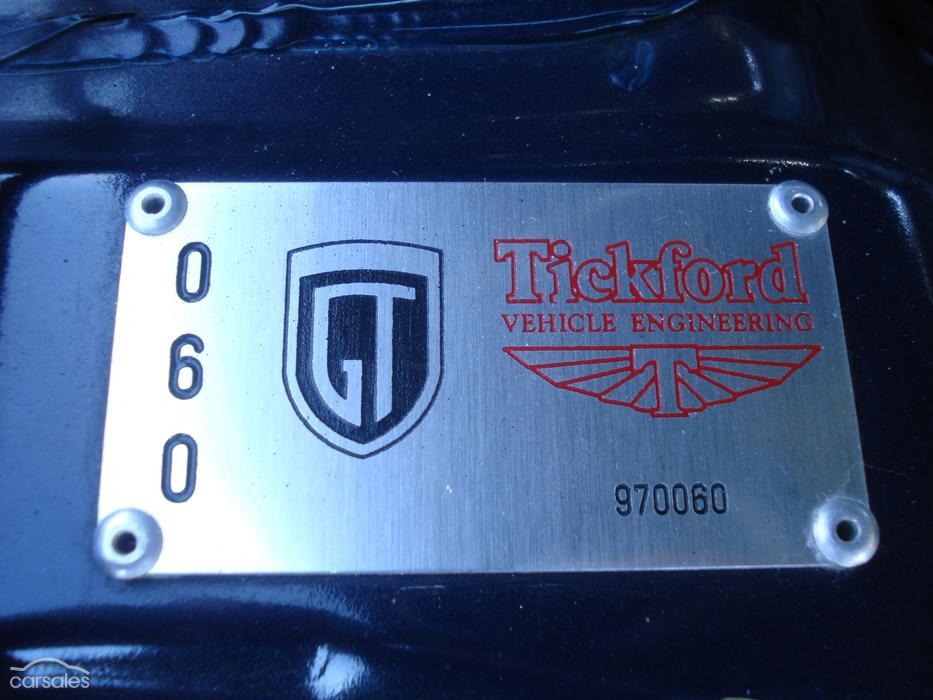 0
6
0
GT
Tickford
VEHICLE ENGINEERING
T
970060
carsales